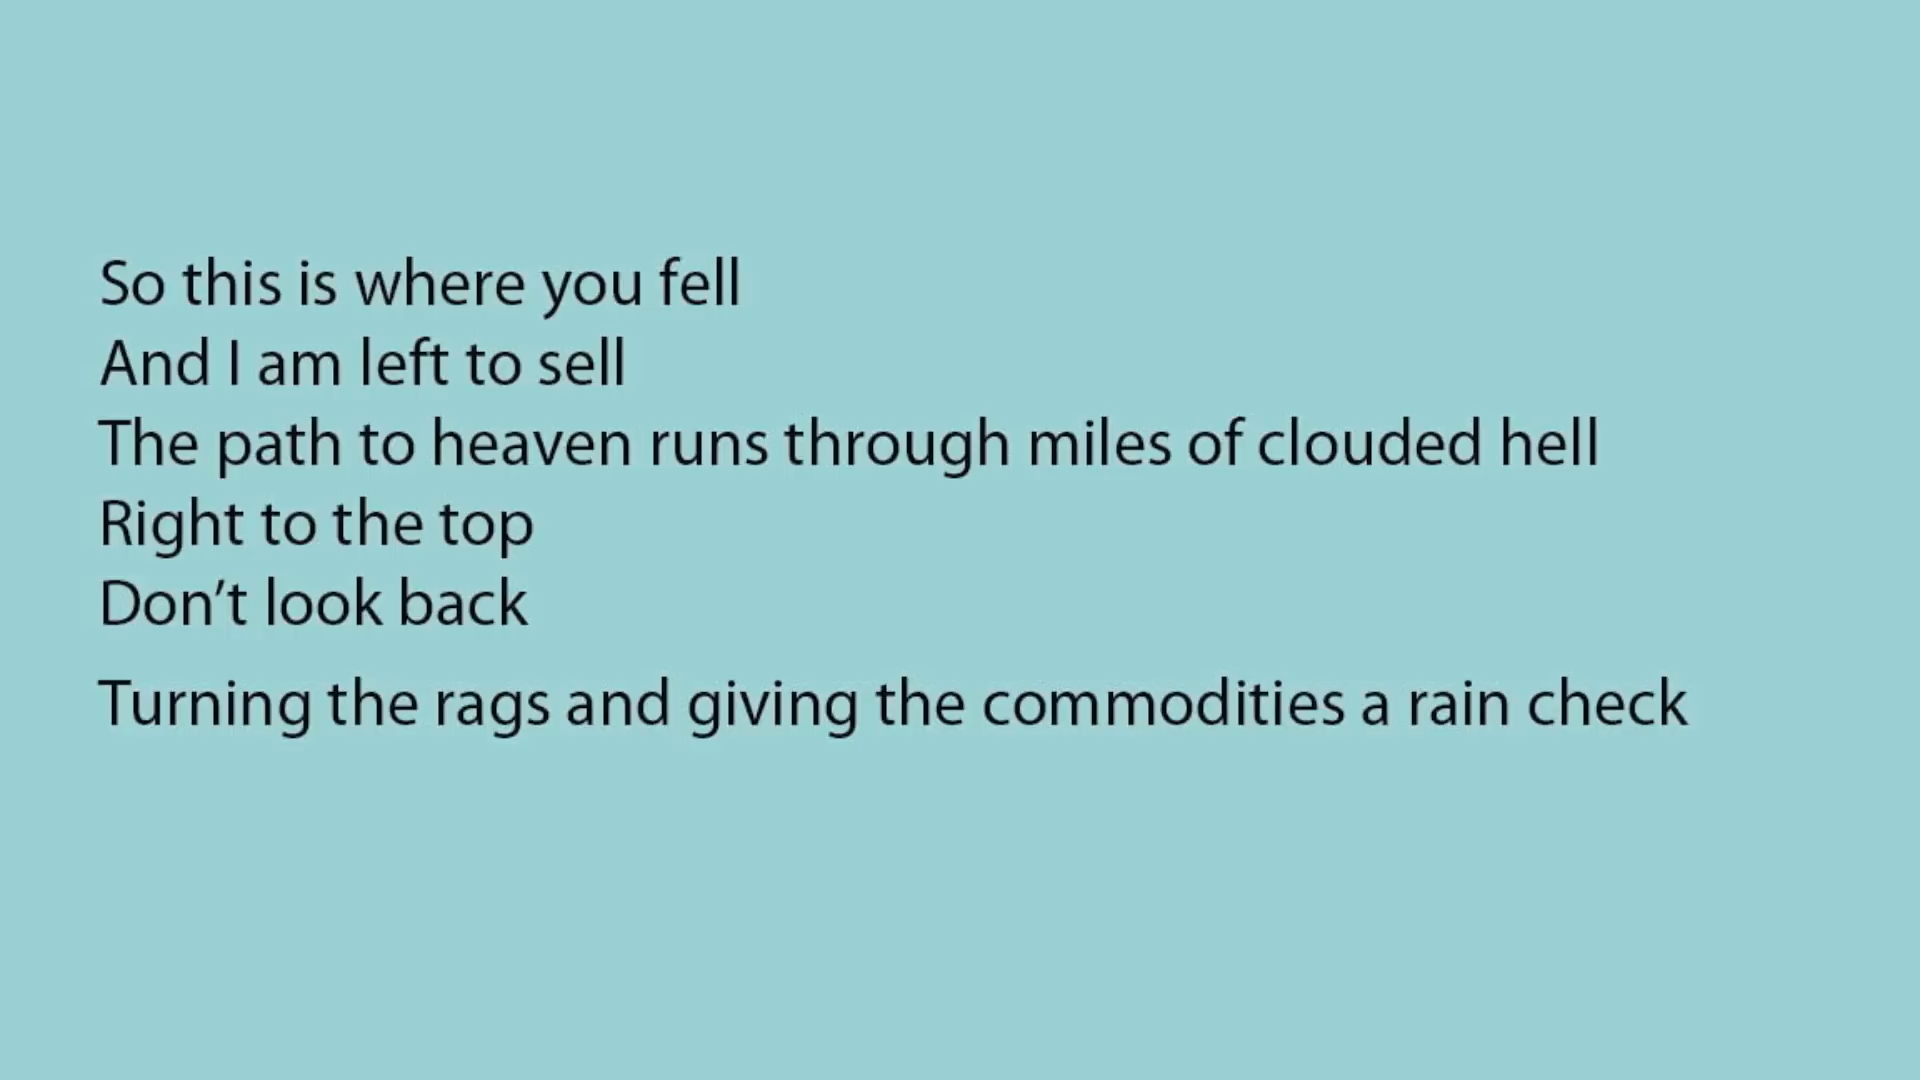 So this is where you fell
And I am left to sell
The path to heaven runs through miles of clouded hell
Right to the top
Don’t look back
Turning the rags and giving the commodities a rain check